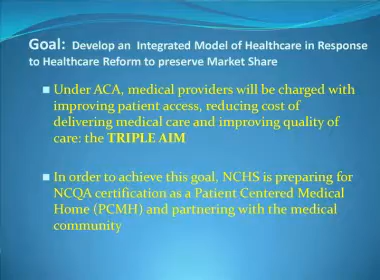 Goal: Develop an Integrated Model of Healthcare in Response
to Healthcare Reform to preserve Market Share
Under ACA, medical providers will be charged with
improving patient access, reducing cost of
delivering medical care and improving quality of
care: the TRIPLE AIM
In order to achieve this goal, NCHS is preparing for
NCQA certification as a Patient Centered Medical
Home (PCMH) and partnering with the medical
community